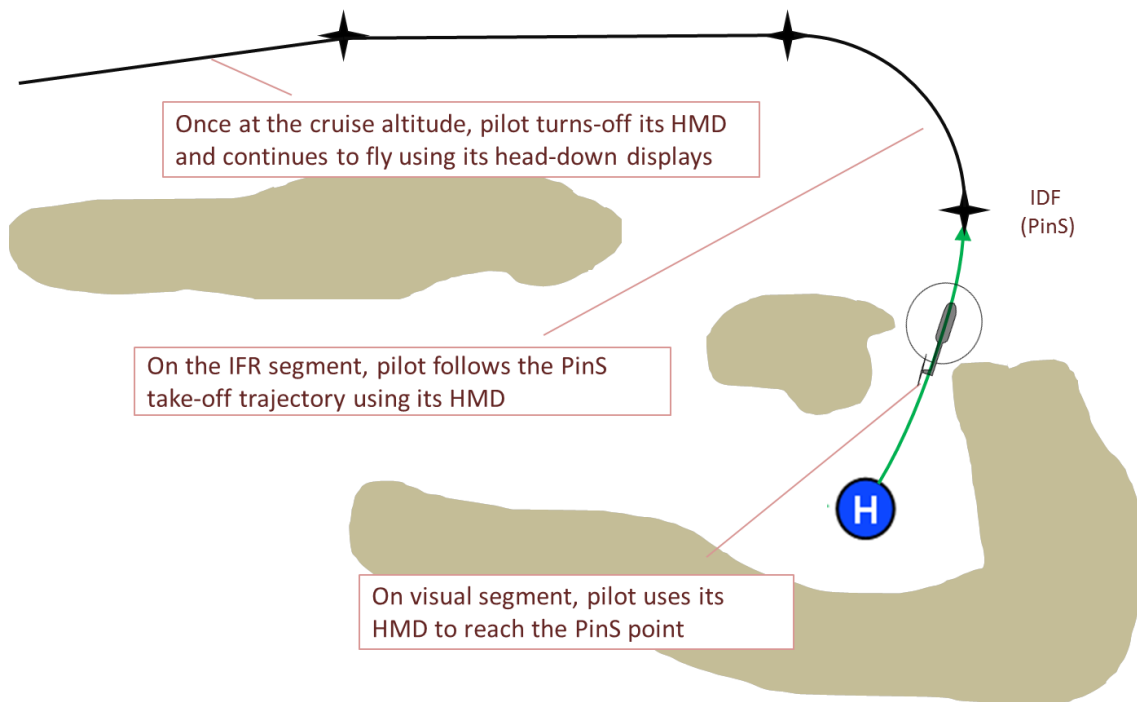 Once at the cruise altitude, pilot turns-off its HMD
and continues to fly using its head-down displays
IDF
(PinS)
On the IFR segment, pilot follows the PinS
take-off trajectory using its HMD
H
On visual segment, pilot uses its
HMD to reach the PinS point